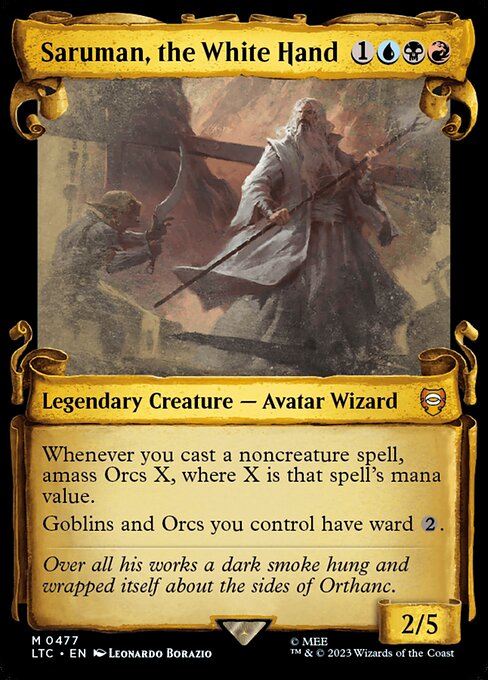 Saruman, the White Hand 1
Legendary Creature — Avatar Wizard
Whenever you cast a noncreature spell,
amass Orcs X, where X is that spell's mana
value.
Goblins and Orcs you control have ward 2.
Over all his works a dark smoke hung and
wrapped itself about the sides of Orthanc.
2/5
M 0477
LTC • EN Leonardo Borazio
© MEE
™ & © 2023 Wizards of the Coast